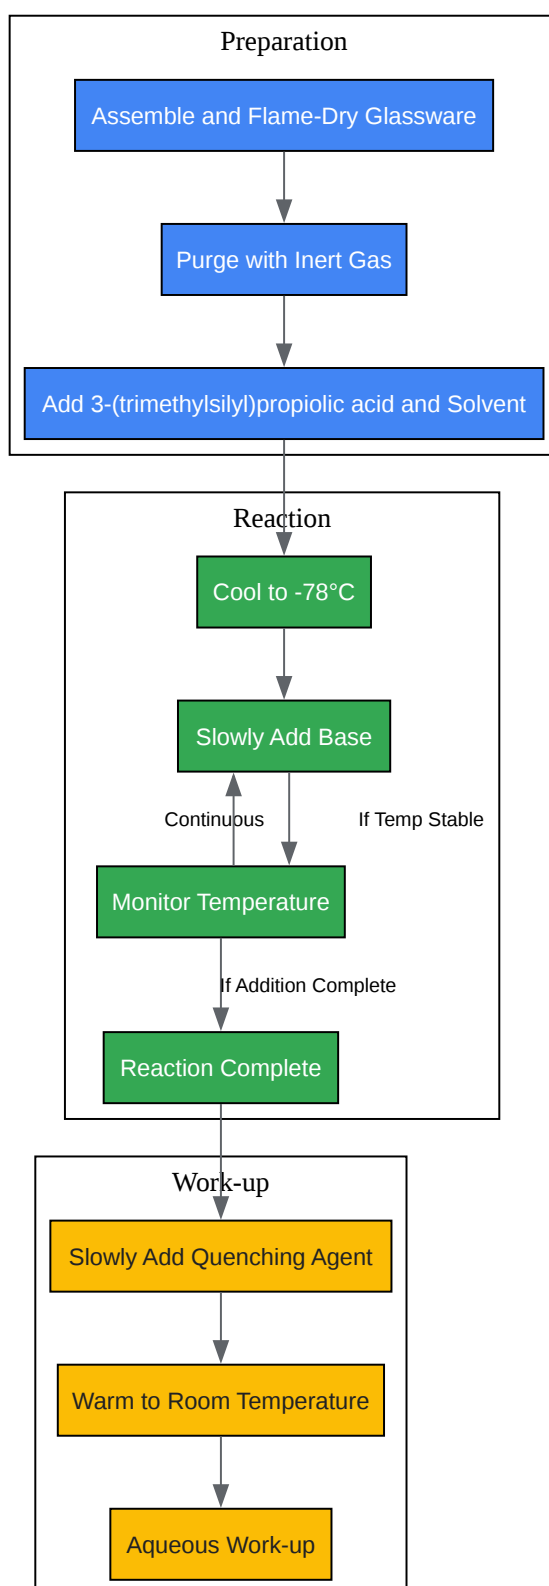 Preparation
Assemble and Flame-Dry Glassware
Purge with Inert Gas
Add 3-(trimethylsilyl)propiolic acid and Solvent
Reaction
Cool to -78°C
Slowly Add Base
Continuous
If Temp Stable
Monitor Temperature
If Addition Complete
Reaction Complete
Work-up
Slowly Add Quenching Agent
Warm to Room Temperature
Aqueous Work-up